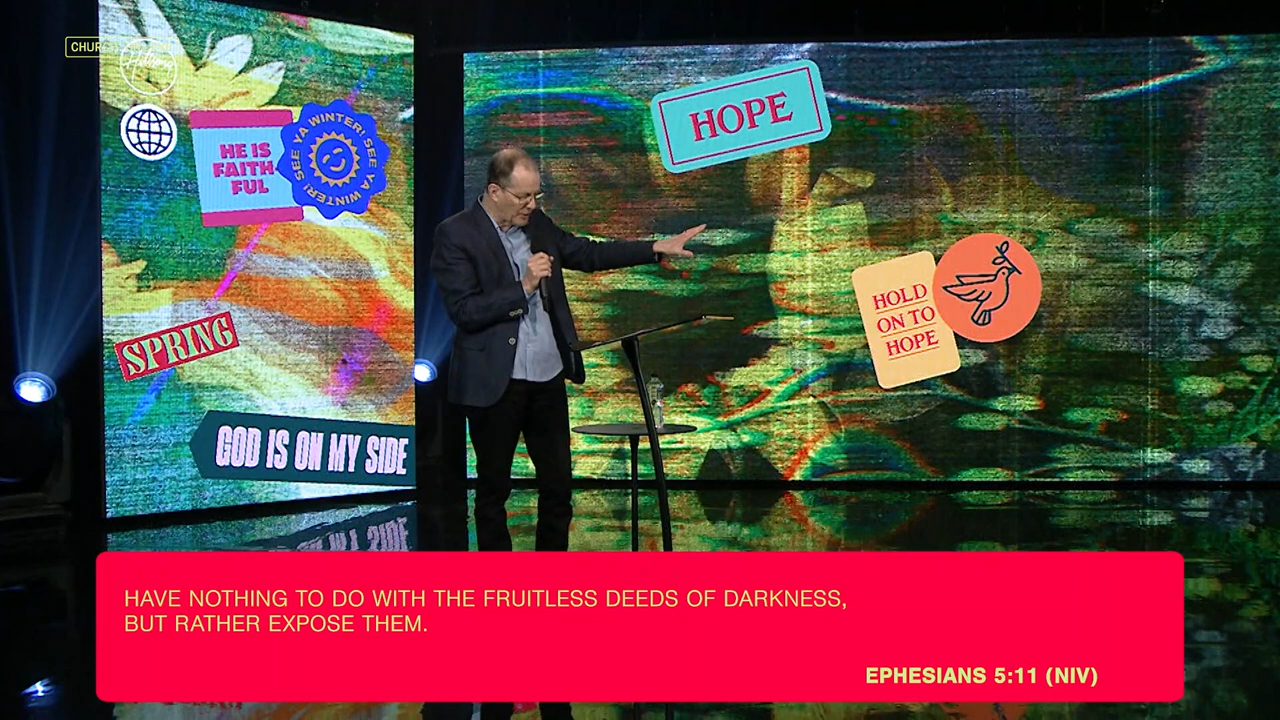 CHURCH
Hillsong
HE IS
FAITH-
FUL
SEE YA WINTER! SEE YA WINTER!
HOPE
HOLD
ON TO
HOPE
SPRING
GOD IS ON MY SIDE
HAVE NOTHING TO DO WITH THE FRUITLESS DEEDS OF DARKNESS,
BUT RATHER EXPOSE THEM.
EPHESIANS 5:11 (NIV)